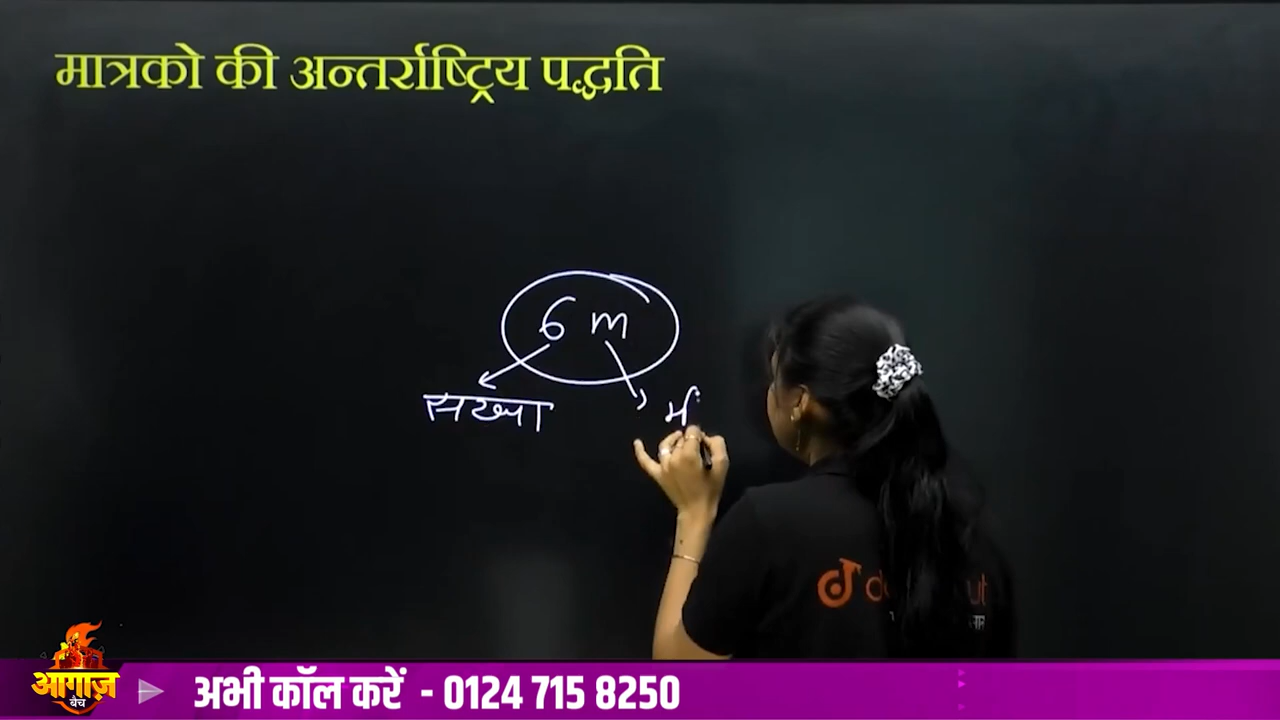 मात्रको की अन्तर्राष्ट्रिय पद्धति
6 m
सख्या
आगाज़
बैच
अभी कॉल करें - 0124 715 8250